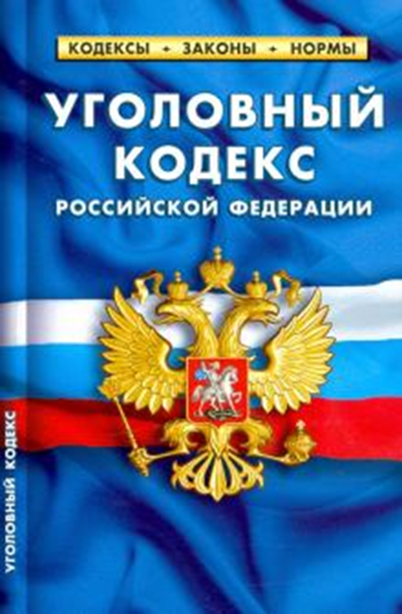 КОДЕКСЫ + ЗАКОНЫ + НОРМЫ
УГОЛОВНЫЙ
КОДЕКС
РОССИЙСКОЙ ФЕДЕРАЦИИ
УГОЛОВНЫЙ КОДЕКС